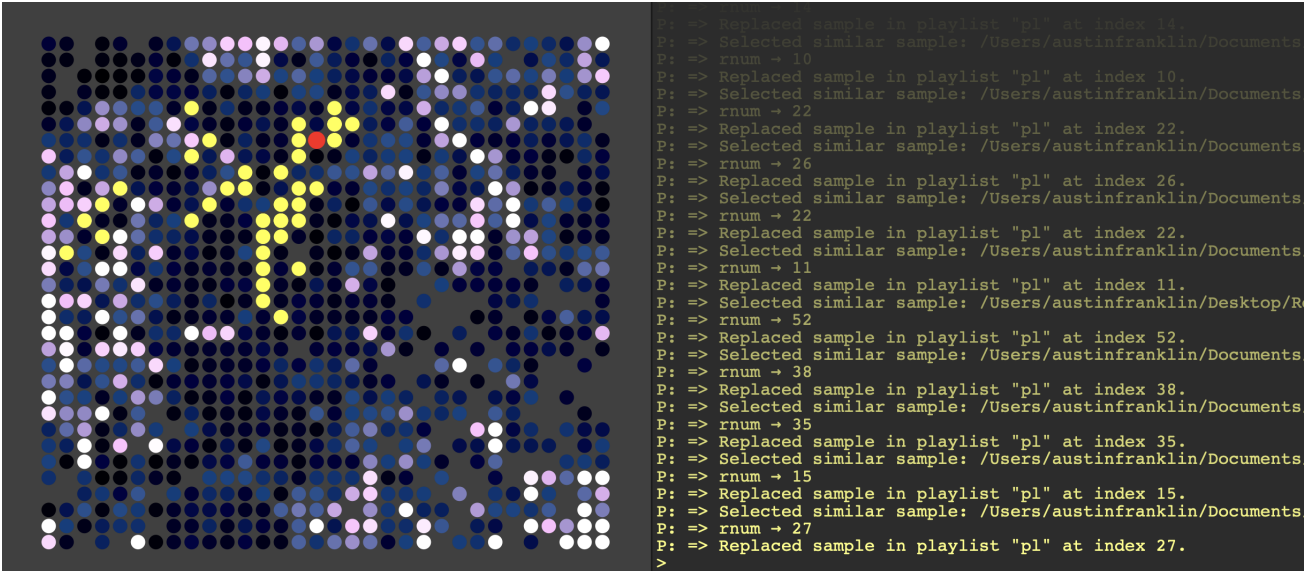 P: => rnum → 14
P: => Replaced sample in playlist "pl" at index 14.
P: => Selected similar sample: /Users/austinfranklin/Documents
P: => rnum → 10
P: => Replaced sample in playlist "pl" at index 10.
P: => Selected similar sample: /Users/austinfranklin/Documents
P: => rnum → 22
P: => Replaced sample in playlist "pl" at index 22.
P: => Selected similar sample: /Users/austinfranklin/Documents/
P: => rnum → 26
P: => Replaced sample in playlist "pl" at index 26.
P: => Selected similar sample: /Users/austinfranklin/Documents/
P: => rnum → 22
P: => Replaced sample in playlist "pl" at index 22.
P: => Selected similar sample: /Users/austinfranklin/Documents/
P: => rnum → 11
P: => Replaced sample in playlist "pl" at index 11.
P: => Selected similar sample: /Users/austinfranklin/Desktop/Re
P: => rnum → 52
P: => Replaced sample in playlist "pl" at index 52.
P: => Selected similar sample: /Users/austinfranklin/Documents/
P: => rnum → 38
P: => Replaced sample in playlist "pl" at index 38.
P: => Selected similar sample: /Users/austinfranklin/Documents/
P: => rnum → 35
P: => Replaced sample in playlist "pl" at index 35.
P: => Selected similar sample: /Users/austinfranklin/Documents/
P: => rnum → 15
P: => Replaced sample in playlist "pl" at index 15.
P: => Selected similar sample: /Users/austinfranklin/Documents/
P: => rnum → 27
P: => Replaced sample in playlist "pl" at index 27.
>